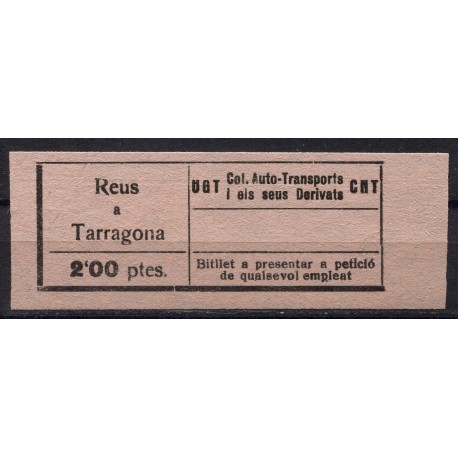 Reus
a
Tarragona
2'00 ptes.
UGT Col. Auto-Transports CNT
i els seus Derivats
Bitllet a presentar a petició
de qualsevol empleat